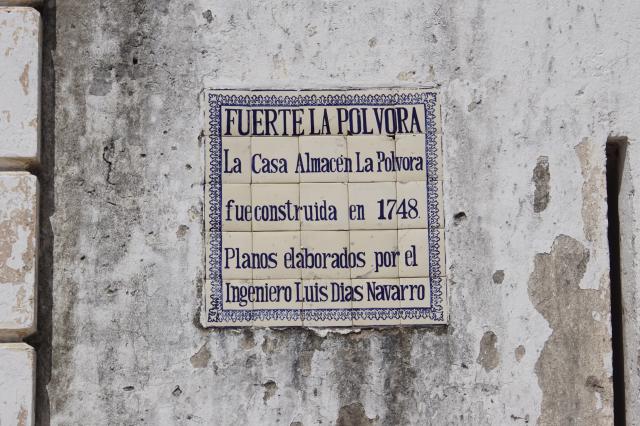 FUERTE LA POLVORA
La Casa Almacén La Polvora
fue construida en 1748.
Planos elaborados por el
Ingeniero Luis Dias Navarro